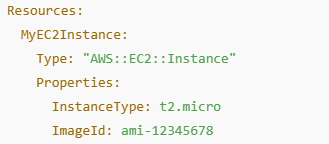 Resources:
  MyEC2Instance:
    Type: "AWS::EC2::Instance"
    Properties:
      InstanceType: t2.micro
      ImageId: ami-12345678